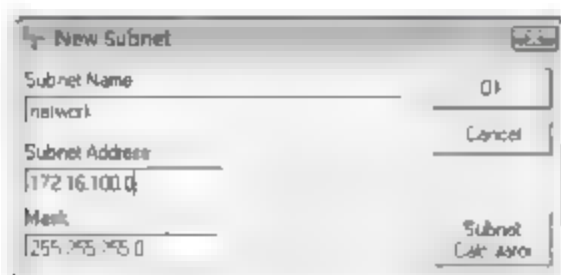 New Subnet
Subnet Name
Ok
network
Cancel
Subnet Address
172.16.100.0
Mask
255.255.255.0
Subnet
Calculator